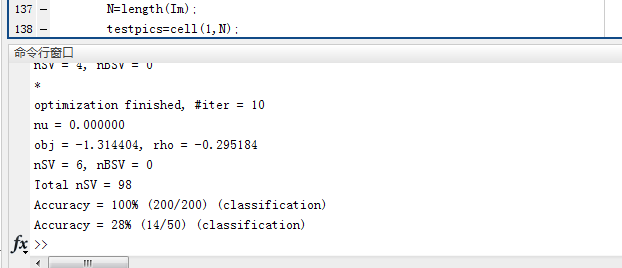 137 — N=length(Im);
138 — testpics=cell(1,N);
命令行窗口
nSV = 4, nBSV = 0
*
optimization finished, #iter = 10
nu = 0.000000
obj = -1.314404, rho = -0.295184
nSV = 6, nBSV = 0
Total nSV = 98
Accuracy = 100% (200/200) (classification)
Accuracy = 28% (14/50) (classification)
fx >>